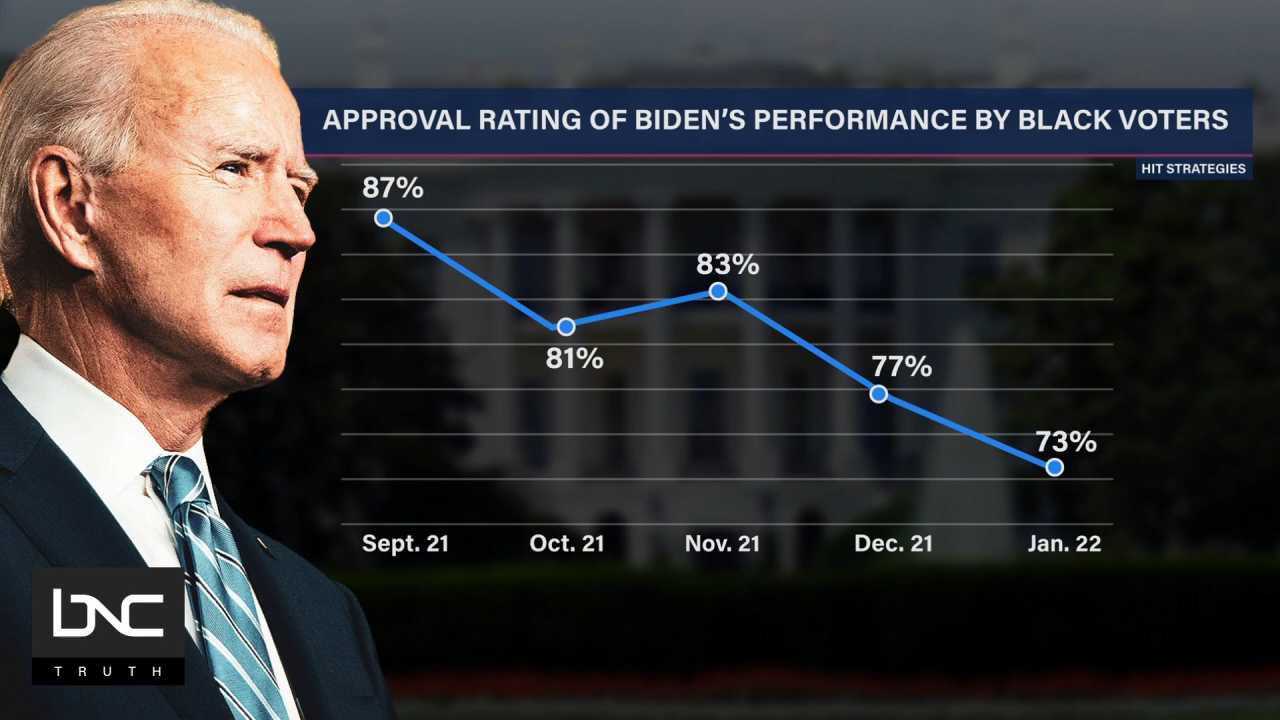 APPROVAL RATING OF BIDEN'S PERFORMANCE BY BLACK VOTERS
HIT STRATEGIES
87%
81%
83%
77%
73%
Sept. 21 Oct. 21 Nov. 21 Dec. 21 Jan. 22
bNC
TRUTH